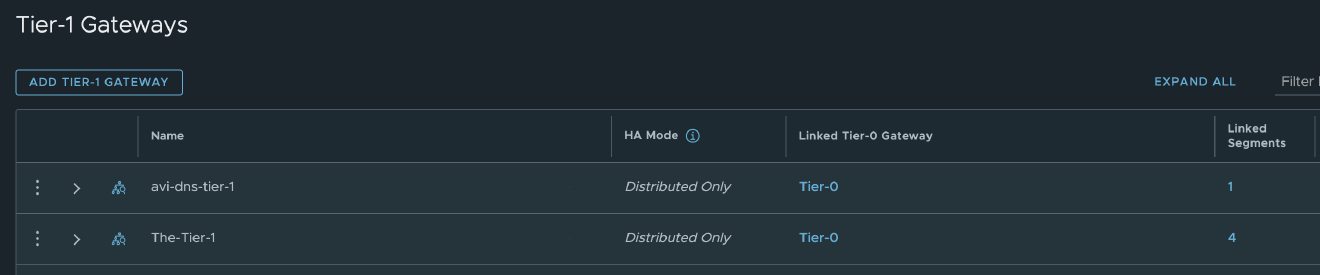 Tier-1 Gateways
ADD TIER-1 GATEWAY
EXPAND ALL
Filter
Name
HA Mode
Linked Tier-0 Gateway
Linked
Segments
avi-dns-tier-1
Distributed Only
Tier-0
1
The-Tier-1
Distributed Only
Tier-0
4